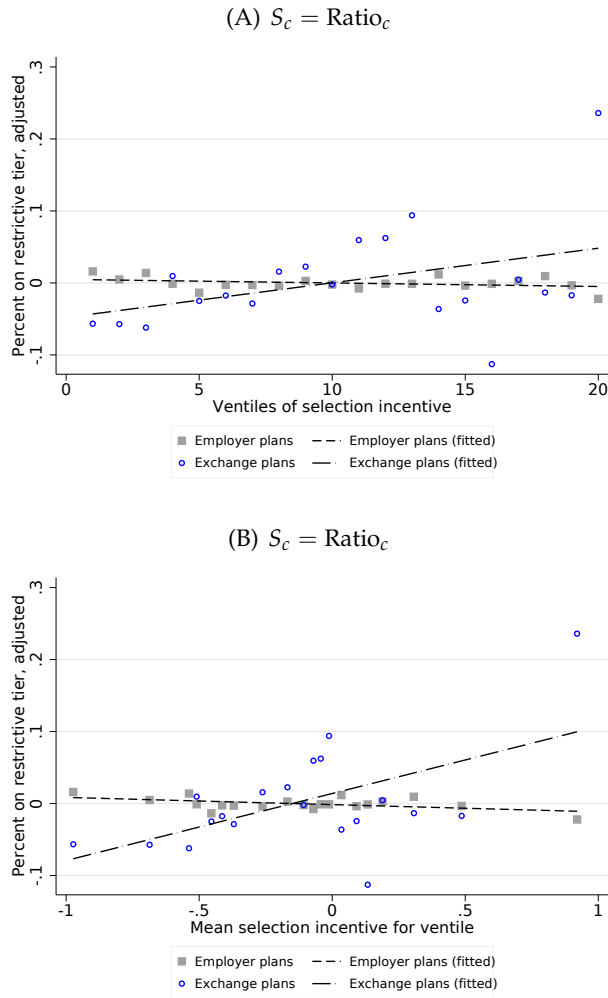 (A) S_c = Ratio_c
Percent on restrictive tier, adjusted
.3
.2
.1
0
-.1
0 5 10 15 20
Ventiles of selection incentive
Employer plans Employer plans (fitted)
Exchange plans Exchange plans (fitted)
(B) S_c = Ratio_c
Percent on restrictive tier, adjusted
.3
.2
.1
0
-.1
-1 -.5 0 .5 1
Mean selection incentive for ventile
Employer plans Employer plans (fitted)
Exchange plans Exchange plans (fitted)